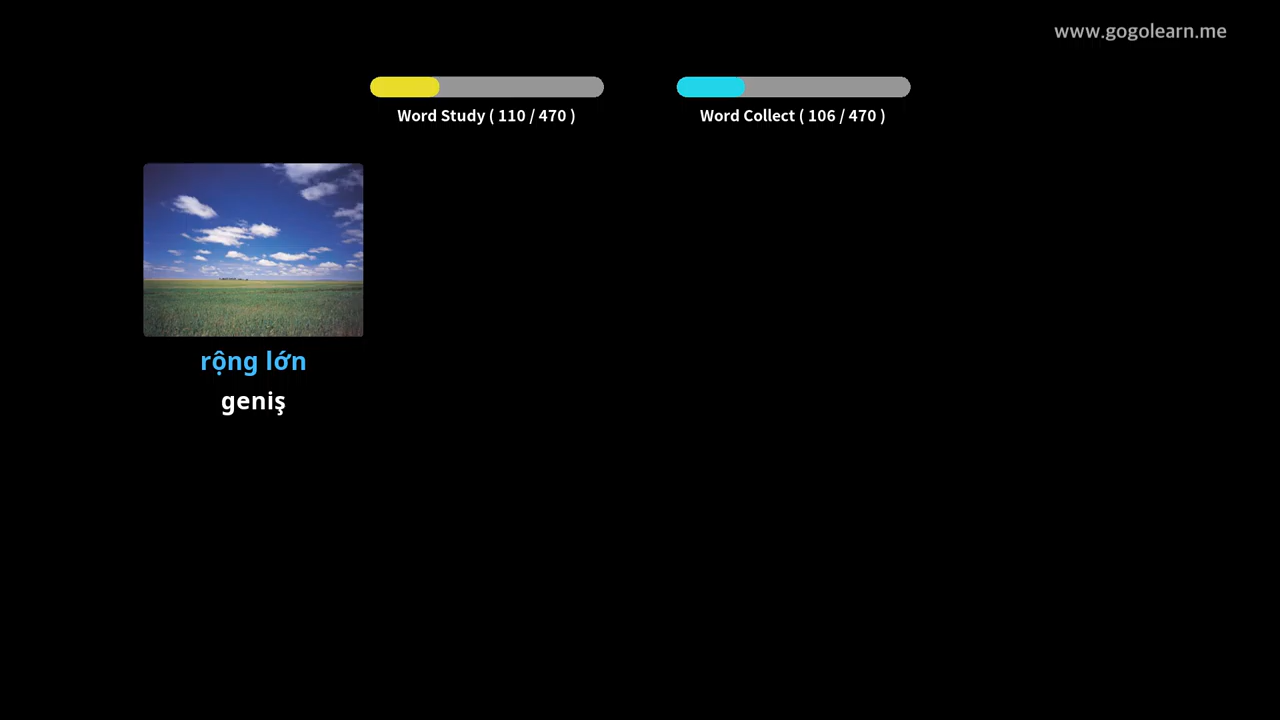 www.gogolearn.me
Word Study ( 110 / 470 )
Word Collect ( 106 / 470 )
rộng lớn
geniş